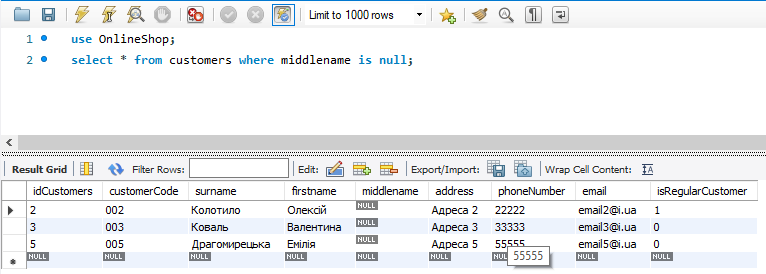 Limit to 1000 rows
1 use OnlineShop;
2 select * from customers where middlename is null;
Result Grid Filter Rows: Edit: Export/Import: Wrap Cell Content: IA
idCustomers customerCode surname firstname middlename address phoneNumber email isRegularCustomer
2 002 Колотило Олексій NULL Адреса 2 22222 email2@i.ua 1
3 003 Коваль Валентина NULL Адреса 3 33333 email3@i.ua 0
5 005 Драгомирецька Емілія NULL Адреса 5 55555 email5@i.ua 0
NULL NULL NULL NULL NULL NULL NULL NULL NULL
55555